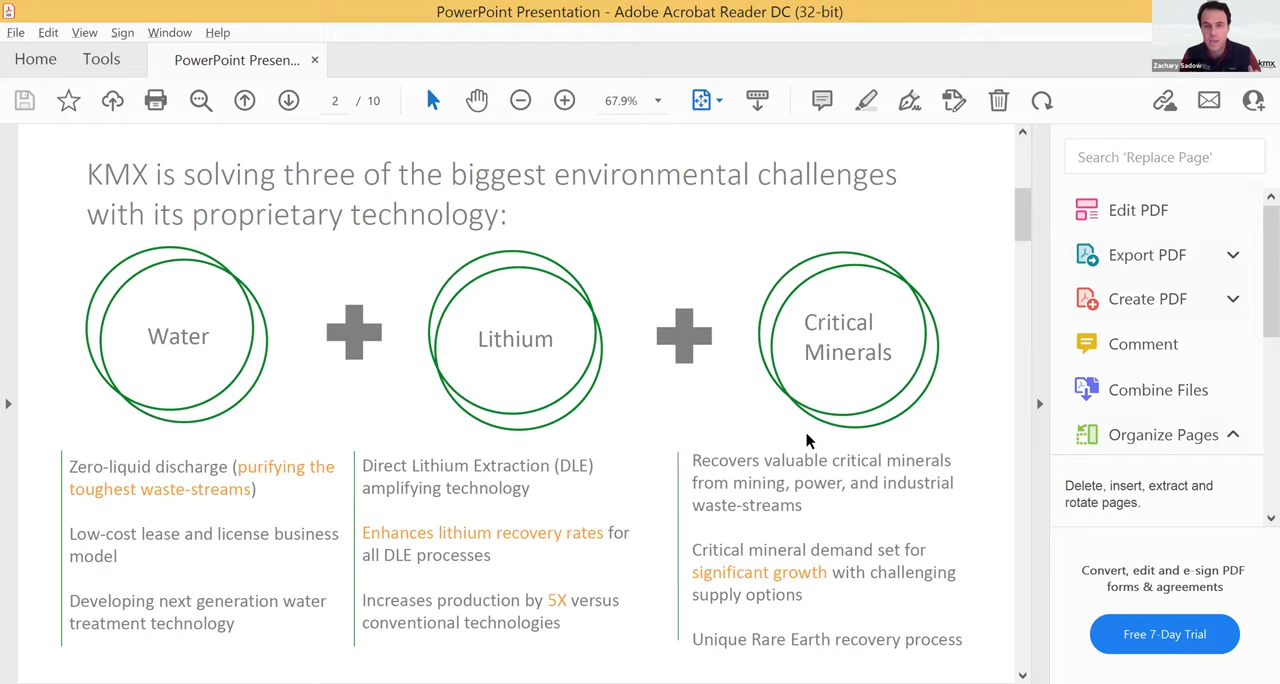 PowerPoint Presentation - Adobe Acrobat Reader DC (32-bit)
File Edit View Sign Window Help
Home Tools PowerPoint Presen... ×
2 / 10 67.9%
Zachary Sadow
kmx
KMX is solving three of the biggest environmental challenges
with its proprietary technology:
Water
Lithium
Critical
Minerals
Zero-liquid discharge (purifying the
toughest waste-streams)
Low-cost lease and license business
model
Developing next generation water
treatment technology
Direct Lithium Extraction (DLE)
amplifying technology
Enhances lithium recovery rates for
all DLE processes
Increases production by 5X versus
conventional technologies
Recovers valuable critical minerals
from mining, power, and industrial
waste-streams
Critical mineral demand set for
significant growth with challenging
supply options
Unique Rare Earth recovery process
Search 'Replace Page'
Edit PDF
Export PDF
Create PDF
Comment
Combine Files
Organize Pages
Delete, insert, extract and
rotate pages.
Convert, edit and e-sign PDF
forms & agreements
Free 7-Day Trial